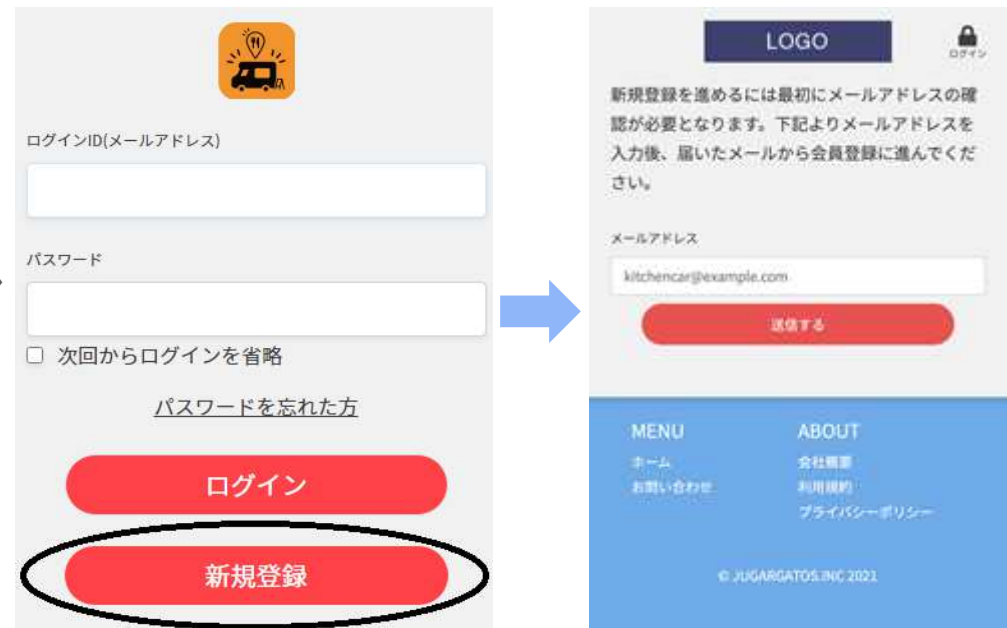 ログインID(メールアドレス)
パスワード
次回からログインを省略
パスワードを忘れた方
ログイン
新規登録
LOGO
ログイン
新規登録を進めるには最初にメールアドレスの確
認が必要となります。下記よりメールアドレスを
入力後、届いたメールから会員登録に進んでくだ
さい。
メールアドレス
kitchencar@example.com
送信する
MENU
ABOUT
ホーム
会社概要
お問い合わせ
利用規約
プライバシーポリシー
© JUGARGATOS.INC 2021